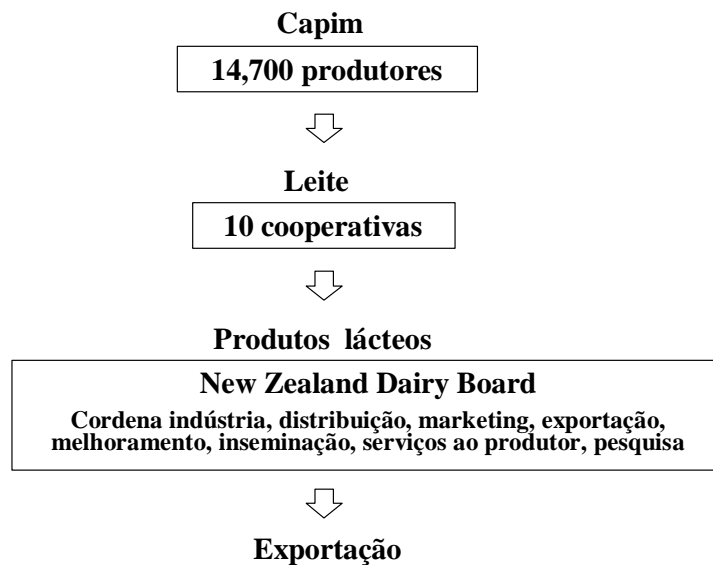 Capim
14,700 produtores
Leite
10 cooperativas
Produtos lácteos
New Zealand Dairy Board
Cordena indústria, distribuição, marketing, exportação,
melhoramento, inseminação, serviços ao produtor, pesquisa
Exportação